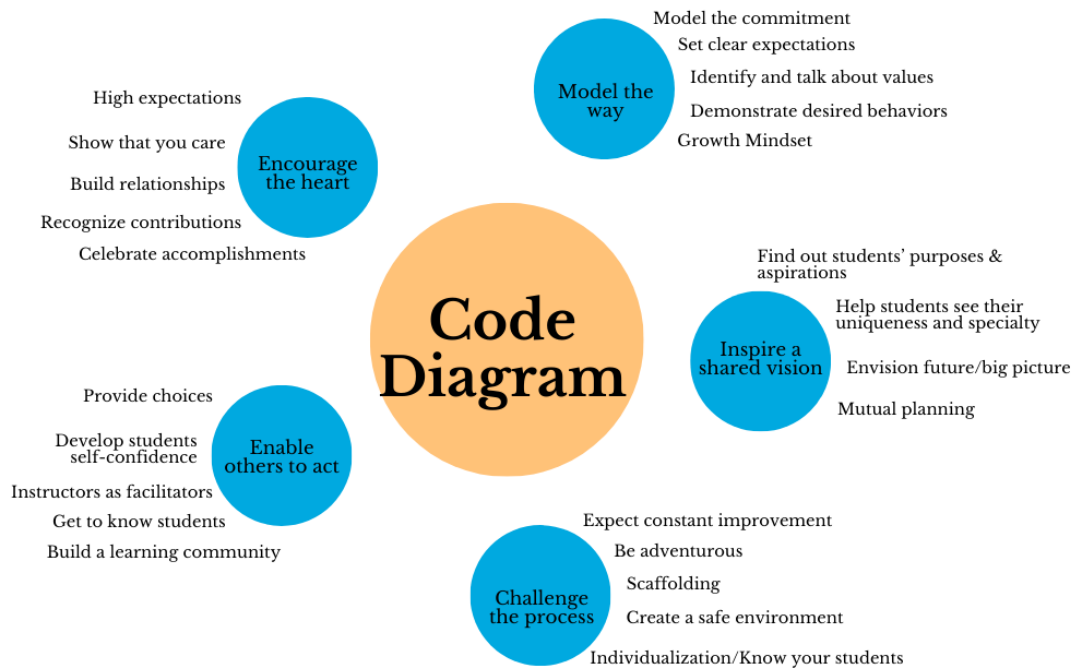 Model the commitment
Set clear expectations
Identify and talk about values
Demonstrate desired behaviors
Growth Mindset
Model the
way
High expectations
Show that you care
Build relationships
Recognize contributions
Celebrate accomplishments
Encourage
the heart
Code
Diagram
Find out students’ purposes &
aspirations
Help students see their
uniqueness and specialty
Envision future/big picture
Mutual planning
Inspire a
shared vision
Provide choices
Develop students
self-confidence
Instructors as facilitators
Get to know students
Build a learning community
Enable
others to act
Expect constant improvement
Be adventurous
Scaffolding
Create a safe environment
Individualization/Know your students
Challenge
the process